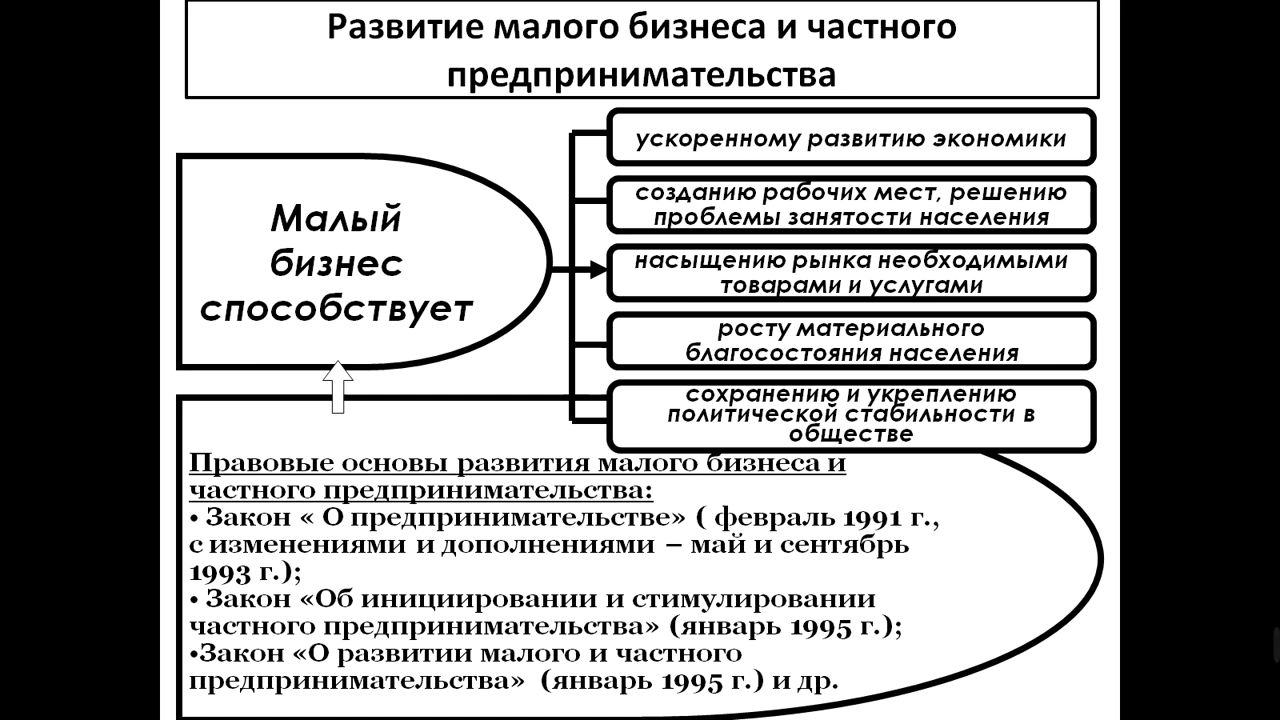 Развитие малого бизнеса и частного
предпринимательства
Малый
бизнес
способствует
ускоренному развитию экономики
созданию рабочих мест, решению
проблемы занятости населения
насыщению рынка необходимыми
товарами и услугами
росту материального
благосостояния населения
сохранению и укреплению
политической стабильности в
обществе
Правовые основы развития малого бизнеса и
частного предпринимательства:
• Закон « О предпринимательстве» ( февраль 1991 г.,
с изменениями и дополнениями – май и сентябрь
1993 г.);
• Закон «Об инициировании и стимулировании
частного предпринимательства» (январь 1995 г.);
•Закон «О развитии малого и частного
предпринимательства» (январь 1995 г.) и др.